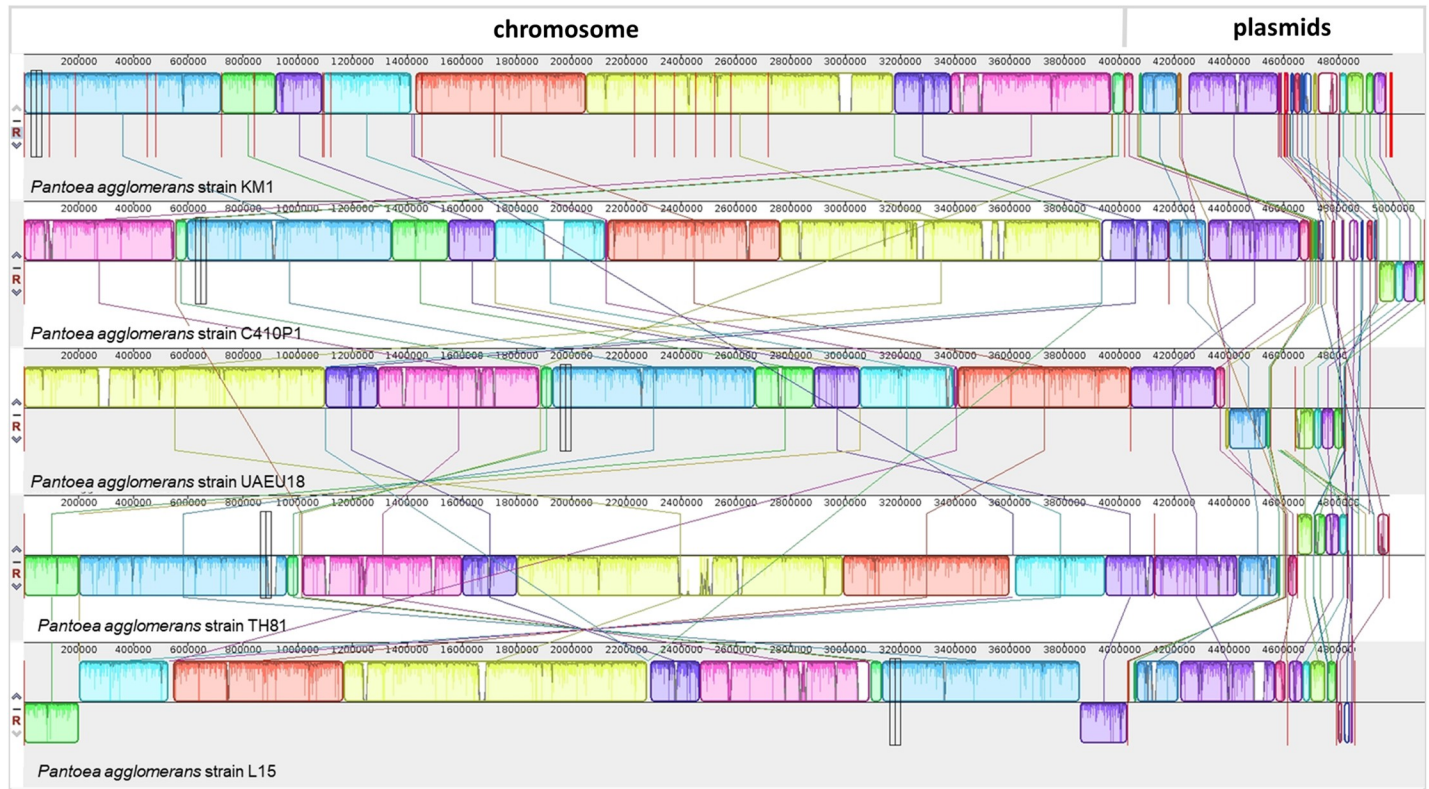 chromosome plasmids
200000 400000 600000 800000 1000000 1200000 1400000 1600000 1800000 2000000 2200000 2400000 2600000 2800000 3000000 3200000 3400000 3600000 3800000 4000000 4200000 4400000 4600000 4800000
R
Pantoea agglomerans strain KM1
200000 400000 600000 800000 1000000 1200000 1400000 1600000 1800000 2000000 2200000 2400000 2600000 2800000 3000000 3200000 3400000 3600000 3800000 4000000 4200000 4400000 4600000 4800000 5000000
R
Pantoea agglomerans strain C410P1
200000 400000 600000 800000 1000000 1200000 1400000 1600000 1800000 2000000 2200000 2400000 2600000 2800000 3000000 3200000 3400000 3600000 3800000 4000000 4200000 4400000 4600000 48000
R
Pantoea agglomerans strain UAEU18
200000 400000 600000 800000 1000000 1200000 1400000 1600000 1800000 2000000 2200000 2400000 2600000 2800000 3000000 3200000 3400000 3600000 3800000 4000000 4200000 4400000 4600000 4800000
R
Pantoea agglomerans strain TH81
200000 400000 600000 800000 1000000 1200000 1400000 1600000 1800000 2000000 2200000 2400000 2600000 2800000 3000000 3200000 3400000 3600000 3800000 4000000 4200000 4400000 4600000 4800000
R
Pantoea agglomerans strain L15